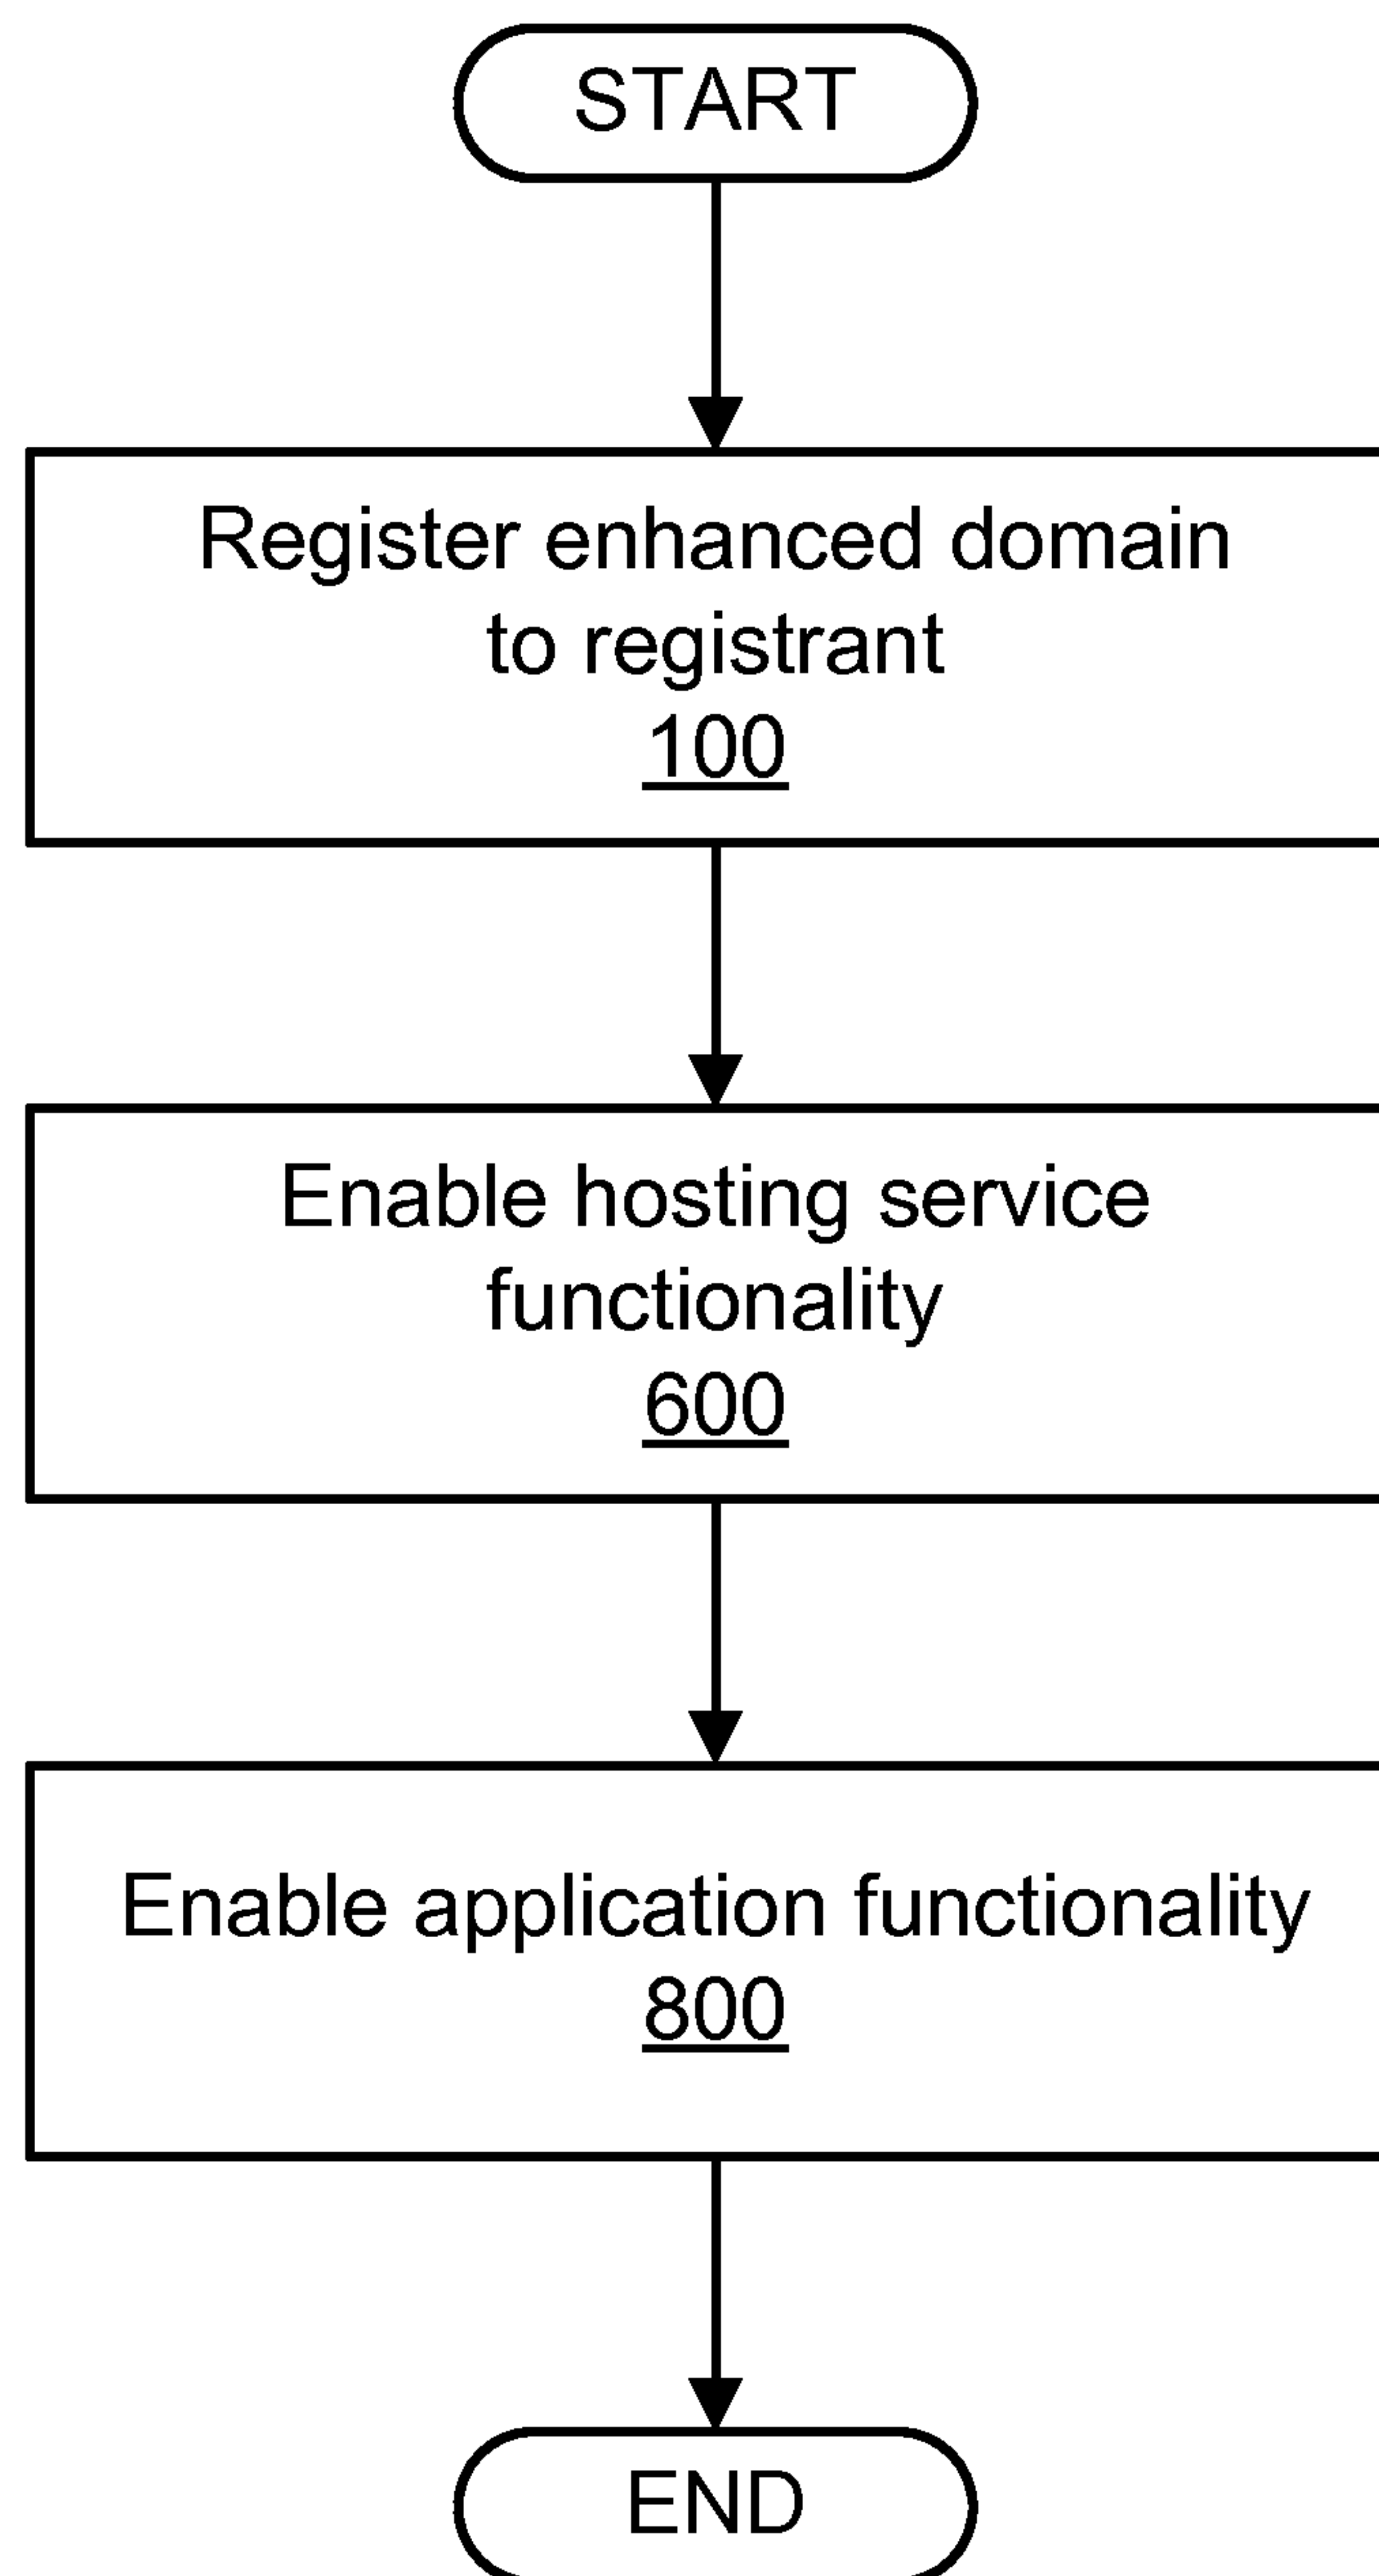 START
Register enhanced domain
to registrant
100
Enable hosting service
functionality
600
Enable application functionality
800
END